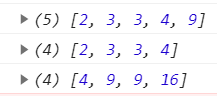 ▶ (5) [2, 3, 3, 4, 9]
▶ (4) [2, 3, 3, 4]
▶ (4) [4, 9, 9, 16]